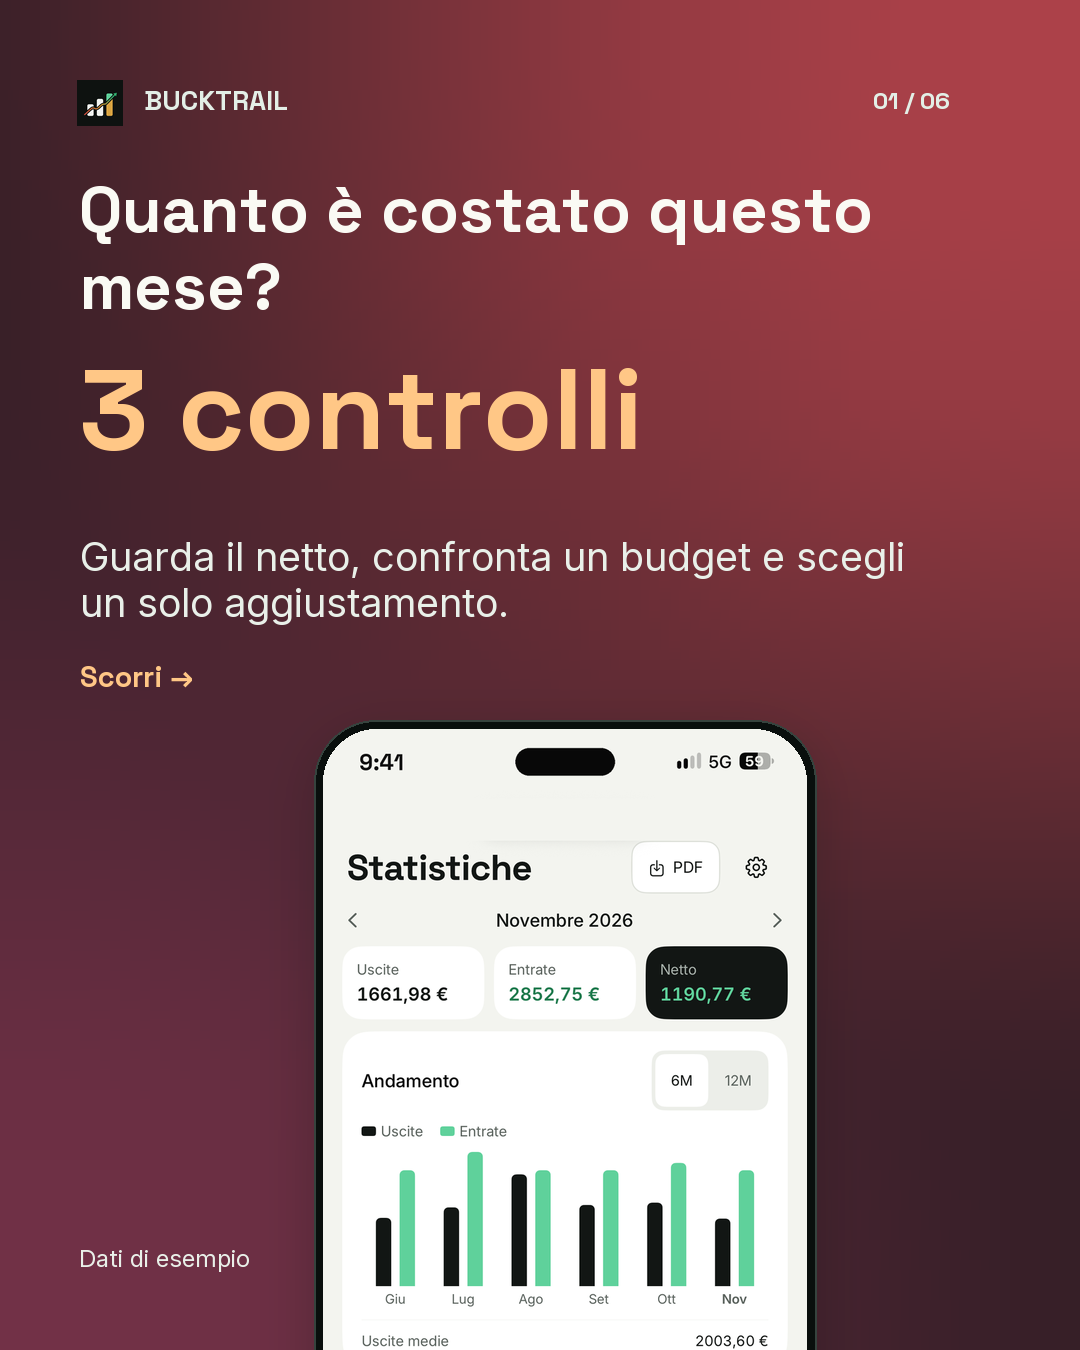 BUCKTRAIL
01 / 06
Quanto è costato questo
mese?
3 controlli
Guarda il netto, confronta un budget e scegli
un solo aggiustamento.
Scorri →
9:41
5G 59
Statistiche
PDF
Novembre 2026
Uscite
1661,98 €
Entrate
2852,75 €
Netto
1190,77 €
Andamento
6M 12M
Uscite Entrate
Giu Lug Ago Set Ott Nov
Uscite medie 2003,60 €
Dati di esempio